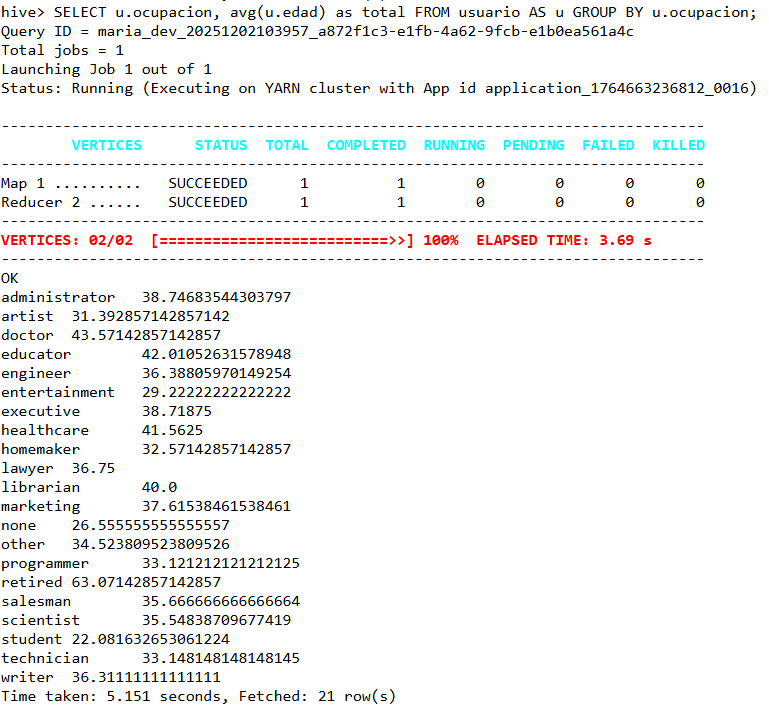 hive> SELECT u.ocupacion, avg(u.edad) as total FROM usuario AS u GROUP BY u.ocupacion;
Query ID = maria_dev_20251202103957_a872f1c3-e1fb-4a62-9fcb-e1b0ea561a4c
Total jobs = 1
Launching Job 1 out of 1
Status: Running (Executing on YARN cluster with App id application_1764663236812_0016)
--------------------------------------------------------------------------------
VERTICES STATUS TOTAL COMPLETED RUNNING PENDING FAILED KILLED
--------------------------------------------------------------------------------
Map 1 .......... SUCCEEDED 1 1 0 0 0 0
Reducer 2 ...... SUCCEEDED 1 1 0 0 0 0
--------------------------------------------------------------------------------
VERTICES: 02/02 [==========================>>] 100% ELAPSED TIME: 3.69 s
--------------------------------------------------------------------------------
OK
administrator 38.74683544303797
artist 31.392857142857142
doctor 43.57142857142857
educator 42.01052631578948
engineer 36.38805970149254
entertainment 29.22222222222222
executive 38.71875
healthcare 41.5625
homemaker 32.57142857142857
lawyer 36.75
librarian 40.0
marketing 37.61538461538461
none 26.555555555555557
other 34.523809523809526
programmer 33.121212121212125
retired 63.07142857142857
salesman 35.666666666666664
scientist 35.54838709677419
student 22.081632653061224
technician 33.148148148148145
writer 36.31111111111111
Time taken: 5.151 seconds, Fetched: 21 row(s)